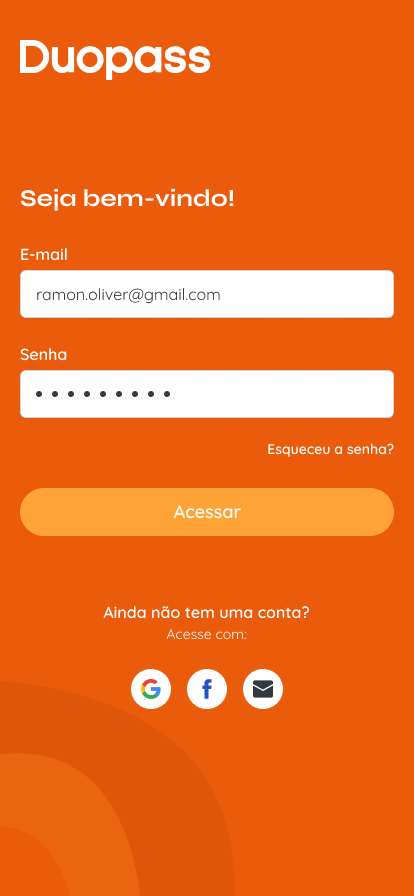 Duopass
Seja bem-vindo!
E-mail
ramon.oliver@gmail.com
Senha
• • • • • • • • •
Esqueceu a senha?
Acessar
Ainda não tem uma conta?
Acesse com: